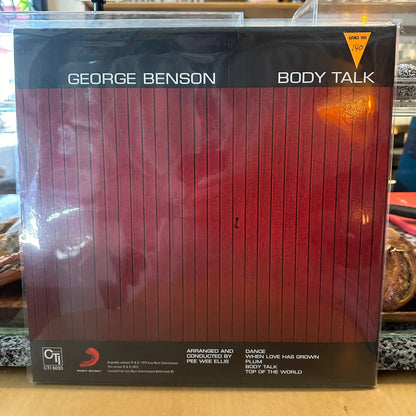 GEORGE BENSON BODY TALK
140
CTI
CTI 6033
SONY MUSIC
ARRANGED AND
CONDUCTED BY
PEE WEE ELLIS
DANCE
WHEN LOVE HAS GROWN
PLUM
BODY TALK
TOP OF THE WORLD